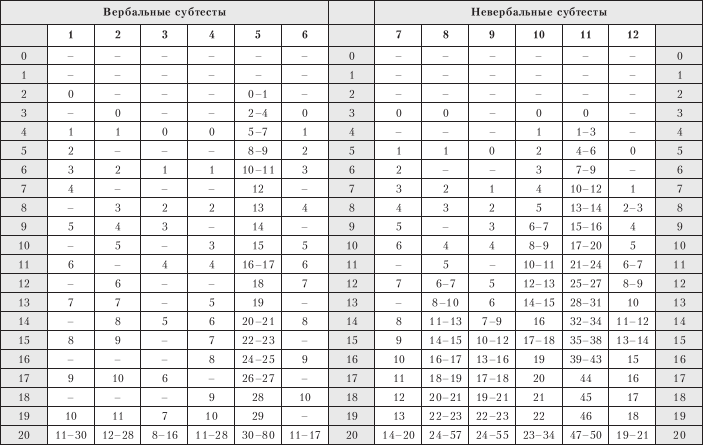 Вербальные субтесты Невербальные субтесты
1 2 3 4 5 6 7 8 9 10 11 12
0 – – – – – – 0 – – – – – – 0
1 – – – – – – 1 – – – – – – 1
2 0 – – – 0–1 – 2 – – – – – – 2
3 – 0 – – 2–4 0 3 0 0 – 0 0 – 3
4 1 1 0 0 5–7 1 4 – – – 1 1–3 – 4
5 2 – – – 8–9 2 5 1 1 0 2 4–6 0 5
6 3 2 1 1 10–11 3 6 2 – – 3 7–9 – 6
7 4 – – – 12 – 7 3 2 1 4 10–12 1 7
8 – 3 2 2 13 4 8 4 3 2 5 13–14 2–3 8
9 5 4 3 – 14 – 9 5 – 3 6–7 15–16 4 9
10 – 5 – 3 15 5 10 6 4 4 8–9 17–20 5 10
11 6 – 4 4 16–17 6 11 – 5 – 10–11 21–24 6–7 11
12 – 6 – – 18 7 12 7 6–7 5 12–13 25–27 8–9 12
13 7 7 – 5 19 – 13 – 8–10 6 14–15 28–31 10 13
14 – 8 5 6 20–21 8 14 8 11–13 7–9 16 32–34 11–12 14
15 8 9 – 7 22–23 – 15 9 14–15 10–12 17–18 35–38 13–14 15
16 – – – 8 24–25 9 16 10 16–17 13–16 19 39–43 15 16
17 9 10 6 – 26–27 – 17 11 18–19 17–18 20 44 16 17
18 – – – 9 28 10 18 12 20–21 19–21 21 45 17 18
19 10 11 7 10 29 – 19 13 22–23 22–23 22 46 18 19
20 11–30 12–28 8–16 11–28 30–80 11–17 20 14–20 24–57 24–55 23–34 47–50 19–21 20